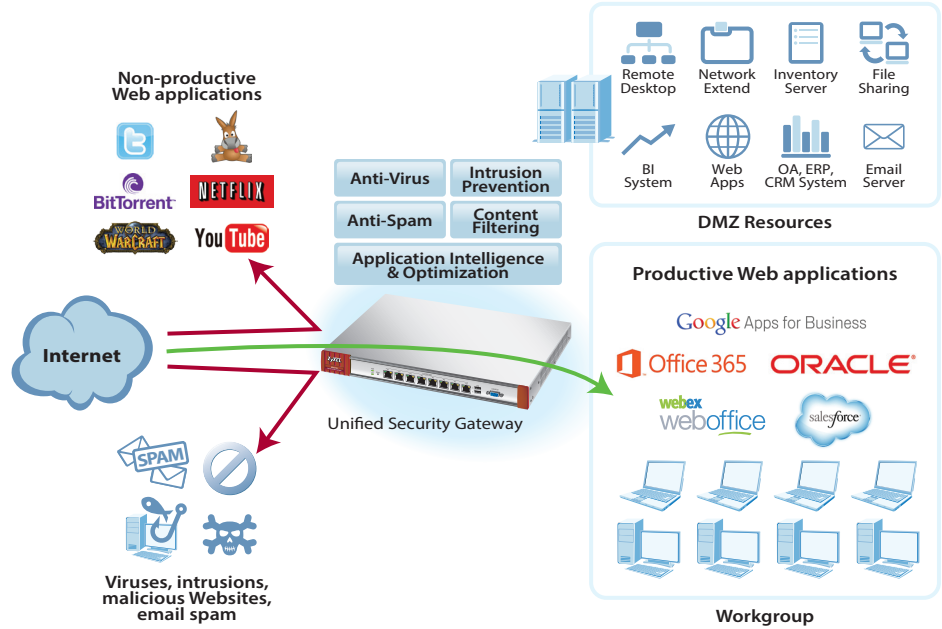 Non-productive
Web applications
BitTorrent
NETFLIX
WORLD
WARCRAFT
YouTube
Internet
SPAM
Viruses, intrusions,
malicious Websites,
email spam
Anti-Virus
Intrusion
Prevention
Anti-Spam
Content
Filtering
Application Intelligence
& Optimization
ZyXEL
Unified Security Gateway
Remote
Desktop
Network
Extend
Inventory
Server
File
Sharing
BI
System
Web
Apps
OA, ERP,
CRM System
Email
Server
DMZ Resources
Productive Web applications
Google Apps for Business
Office 365
ORACLE
webex
weboffice
salesforce
Workgroup